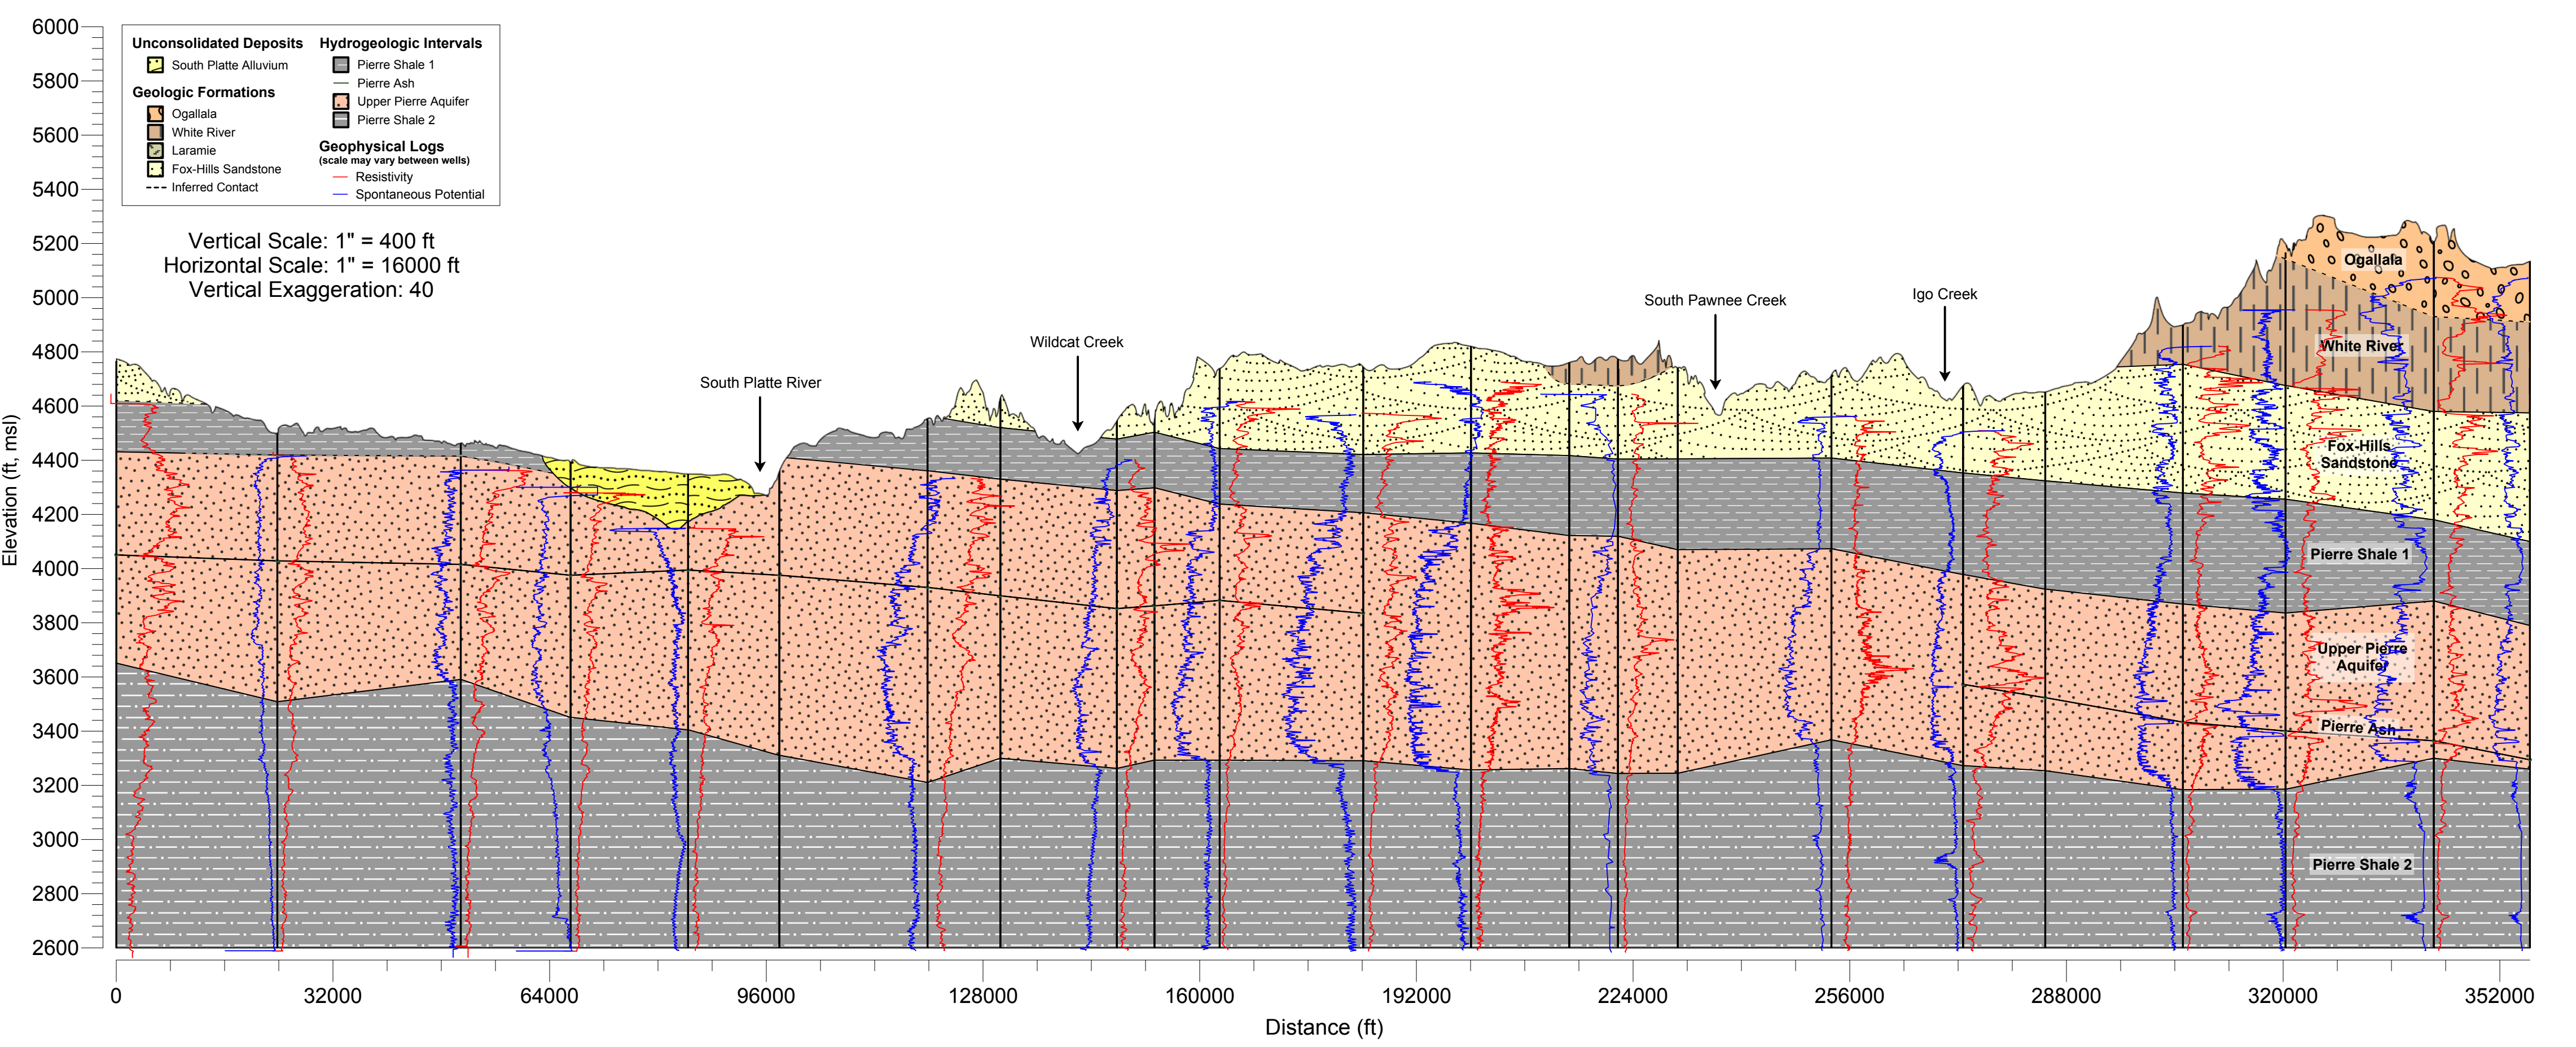 6000
5800
5600
5400
5200
5000
4800
4600
4400
4200
4000
3800
3600
3400
3200
3000
2800
2600
Elevation (ft, msl)
Unconsolidated Deposits
South Platte Alluvium
Geologic Formations
Ogallala
White River
Laramie
Fox-Hills Sandstone
Inferred Contact
Hydrogeologic Intervals
Pierre Shale 1
Pierre Ash
Upper Pierre Aquifer
Pierre Shale 2
Geophysical Logs
(scale may vary between wells)
Resistivity
Spontaneous Potential
Vertical Scale: 1" = 400 ft
Horizontal Scale: 1" = 16000 ft
Vertical Exaggeration: 40
South Platte River
Wildcat Creek
South Pawnee Creek
Igo Creek
Ogallala
White River
Fox-Hills
Sandstone
Pierre Shale 1
Upper Pierre
Aquifer
Pierre Ash
Pierre Shale 2
0
32000
64000
96000
128000
160000
192000
224000
256000
288000
320000
352000
Distance (ft)